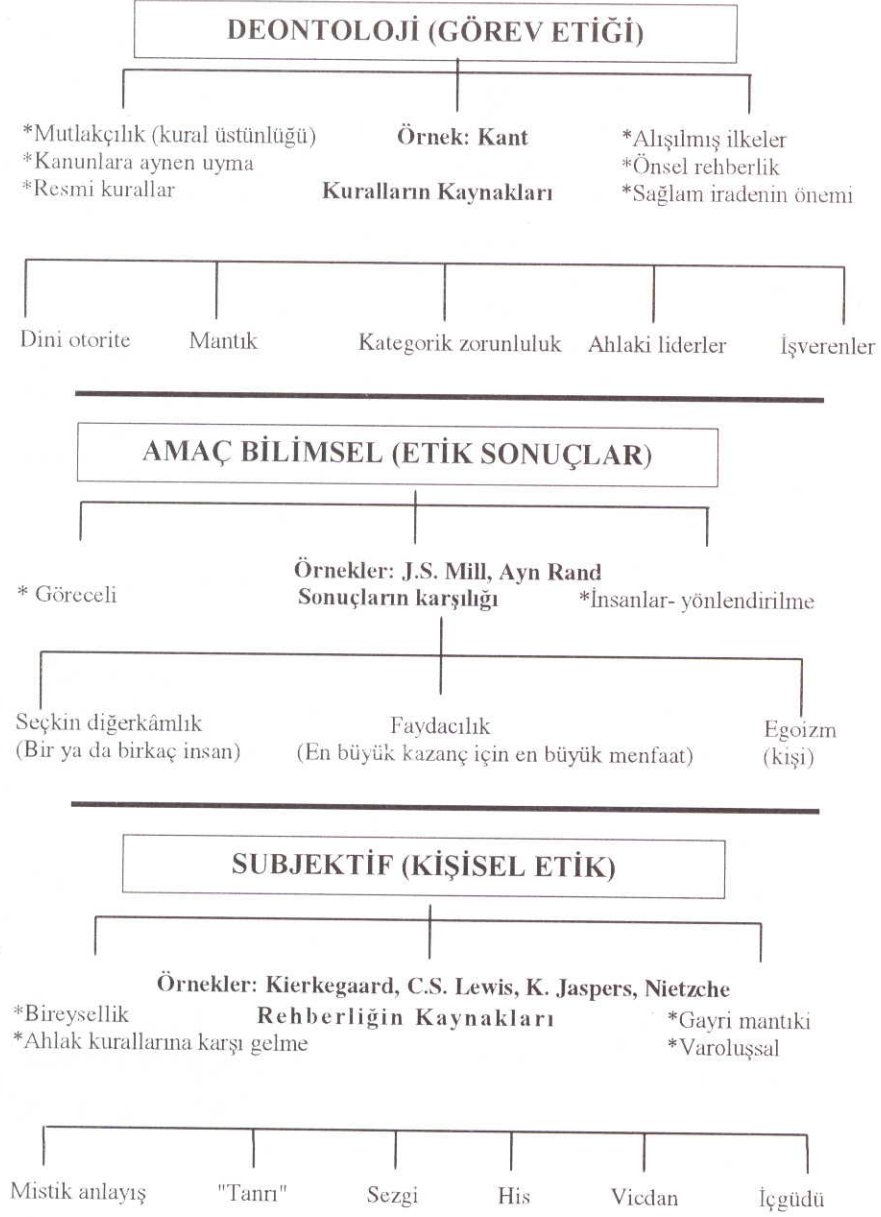 DEONTOLOJİ (GÖREV ETİĞİ)
*Mutlakçılık (kural üstünlüğü)
*Kanunlara aynen uyma
*Resmi kurallar
Örnek: Kant
Kuralların Kaynakları
*Alışılmış ilkeler
*Önsel rehberlik
*Sağlam iradenin önemi
Dini otorite
Mantık
Kategorik zorunluluk
Ahlaki liderler
İşverenler
AMAÇ BİLİMSEL (ETİK SONUÇLAR)
Örnekler: J.S. Mill, Ayn Rand
* Göreceli
Sonuçların karşılığı
*İnsanlar- yönlendirilme
Seçkin diğerkâmlık
(Bir ya da birkaç insan)
Faydacılık
(En büyük kazanç için en büyük menfaat)
Egoizm
(kişi)
SUBJEKTİF (KİŞİSEL ETİK)
Örnekler: Kierkegaard, C.S. Lewis, K. Jaspers, Nietzche
*Bireysellik
*Ahlak kurallarına karşı gelme
Rehberliğin Kaynakları
*Gayri mantıki
*Varoluşsal
Mistik anlayış
"Tanrı"
Sezgi
His
Vicdan
İçgüdü